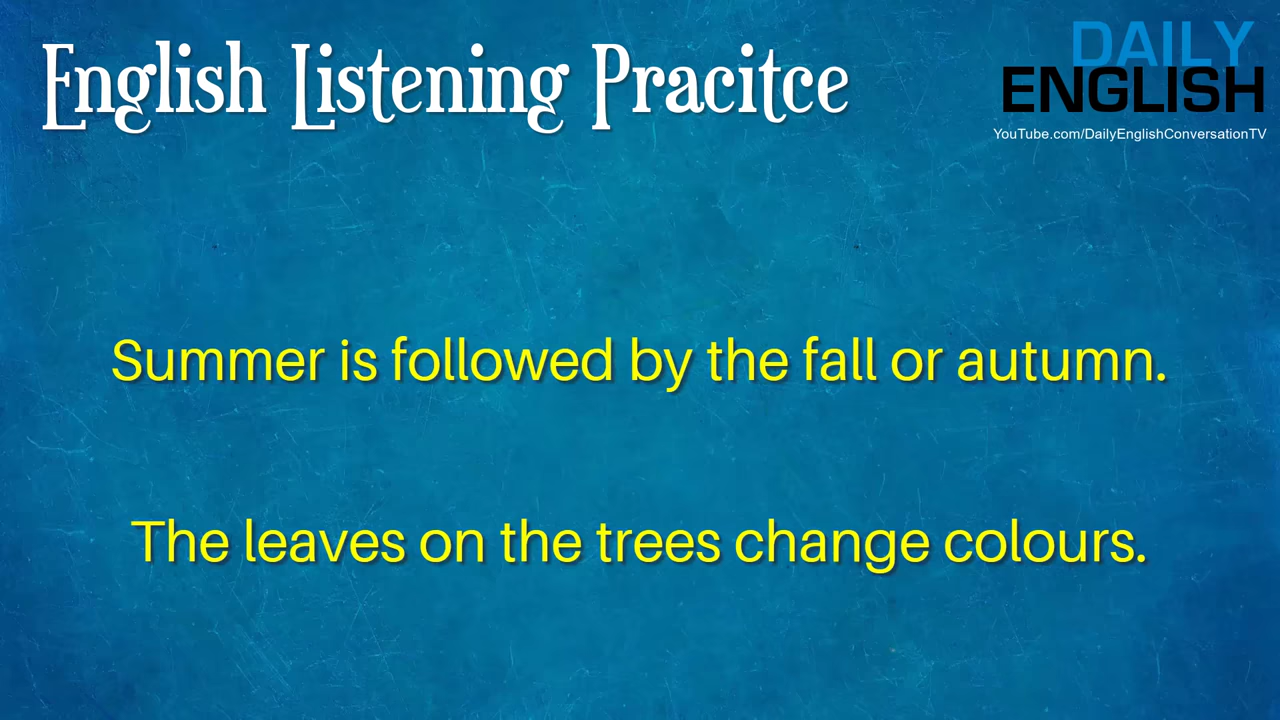 English Listening Pracitce
DAILY
ENGLISH
YouTube.com/DailyEnglishConversationTV
Summer is followed by the fall or autumn.
The leaves on the trees change colours.